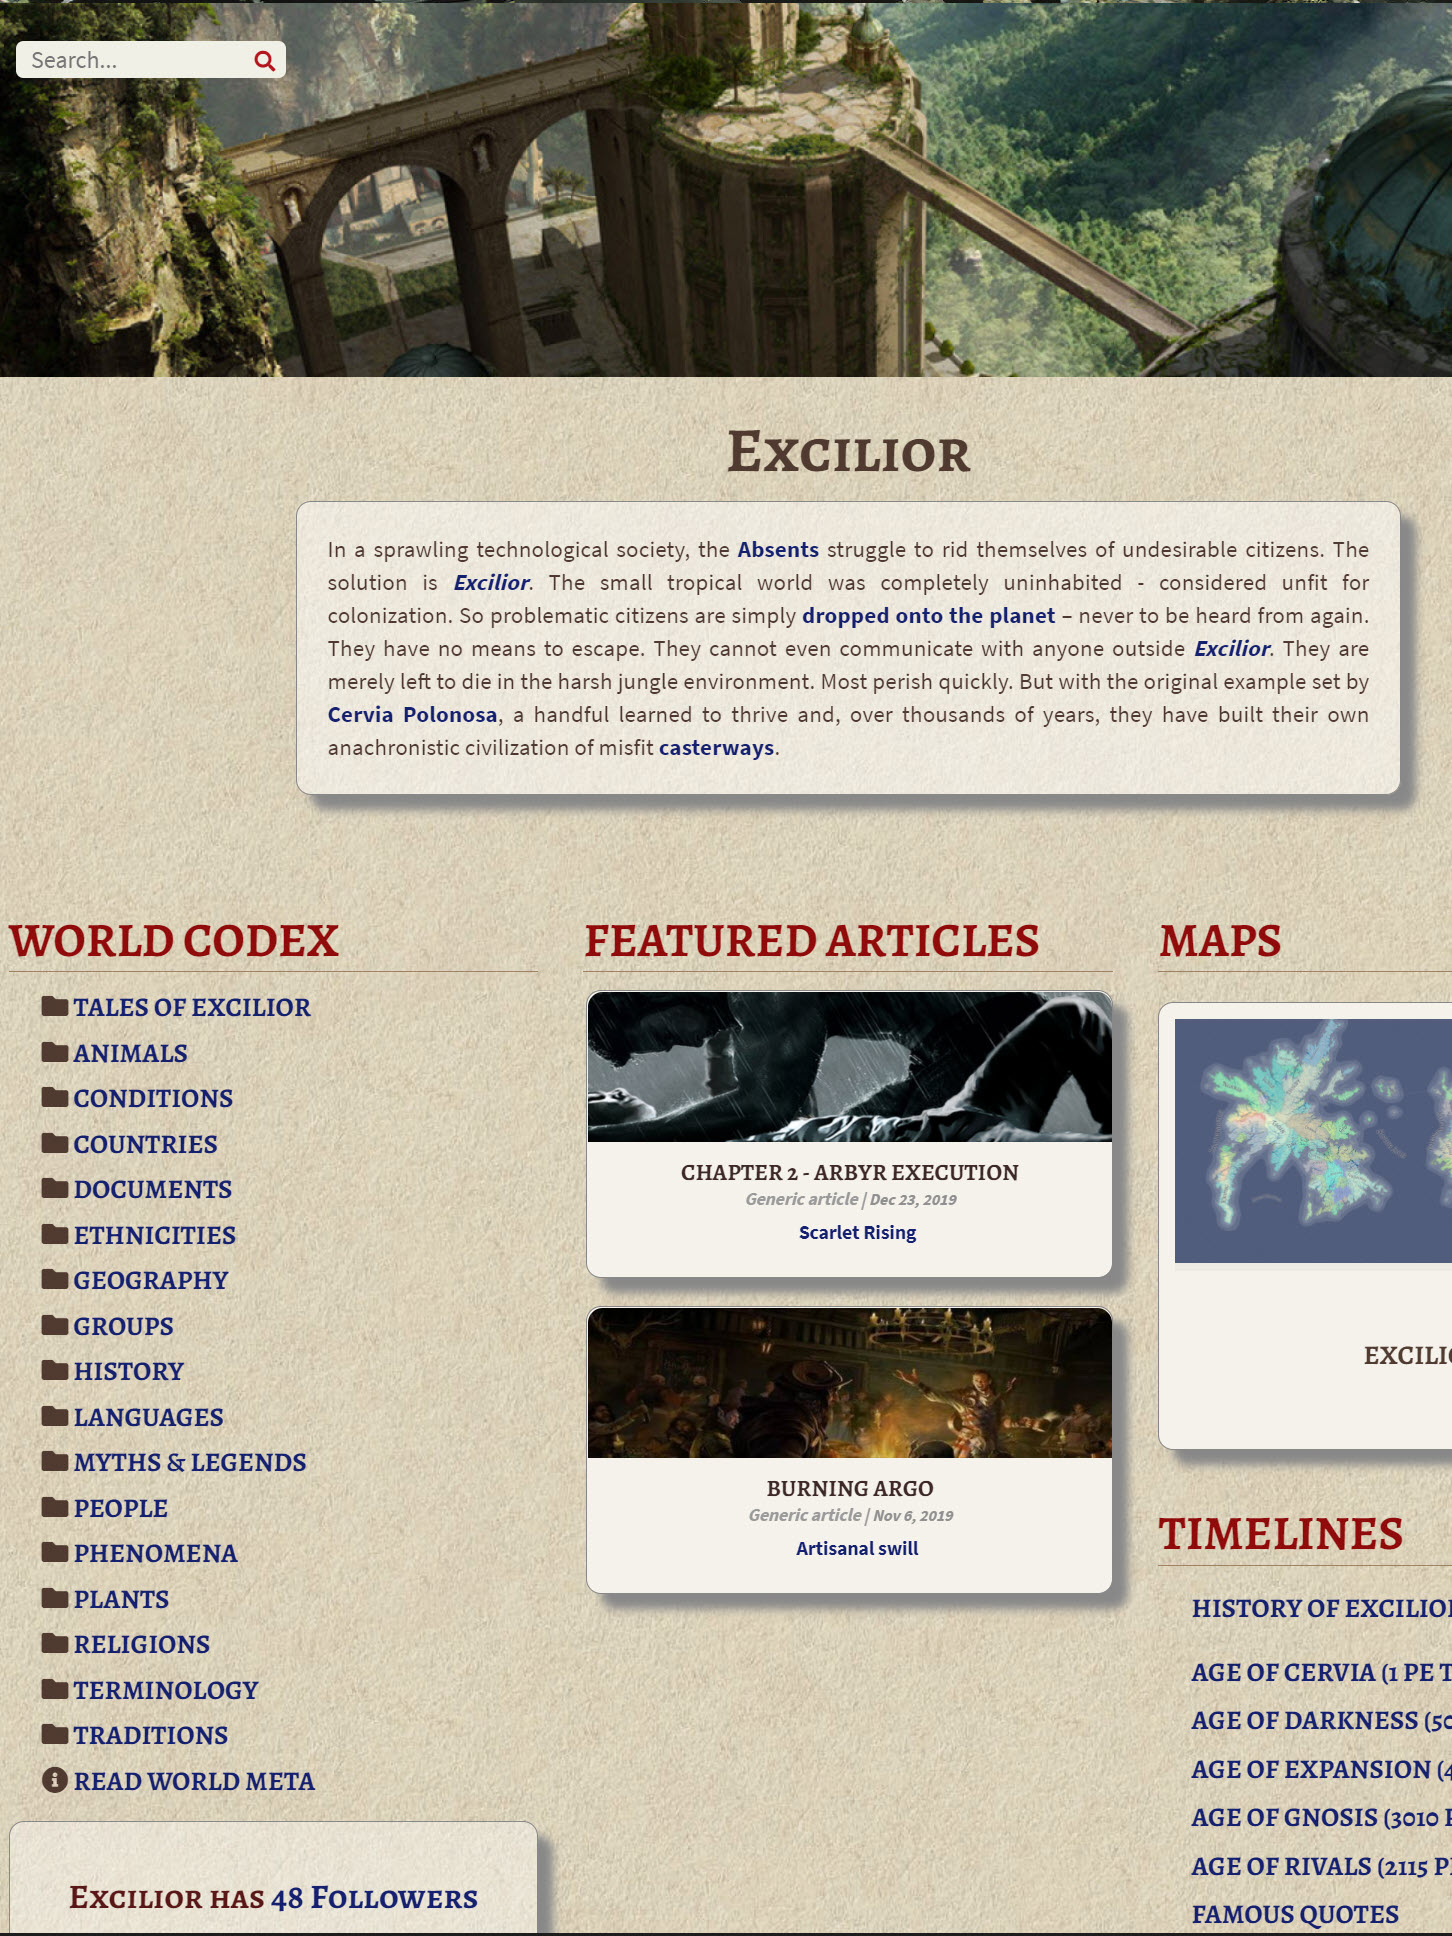 Search...
Excilior
In a sprawling technological society, the Absents struggle to rid themselves of undesirable citizens. The
solution is Excilior. The small tropical world was completely uninhabited - considered unfit for
colonization. So problematic citizens are simply dropped onto the planet – never to be heard from again.
They have no means to escape. They cannot even communicate with anyone outside Excilior. They are
merely left to die in the harsh jungle environment. Most perish quickly. But with the original example set by
Cervia Polonosa, a handful learned to thrive and, over thousands of years, they have built their own
anachronistic civilization of misfit casterways.
WORLD CODEX
TALES OF EXCILIOR
ANIMALS
CONDITIONS
COUNTRIES
DOCUMENTS
ETHNICITIES
GEOGRAPHY
GROUPS
HISTORY
LANGUAGES
MYTHS & LEGENDS
PEOPLE
PHENOMENA
PLANTS
RELIGIONS
TERMINOLOGY
TRADITIONS
READ WORLD META
Excilior has 48 Followers
FEATURED ARTICLES
CHAPTER 2 - ARBYR EXECUTION
Generic article | Dec 23, 2019
Scarlet Rising
BURNING ARGO
Generic article | Nov 6, 2019
Artisanal swill
MAPS
EXCILIO
TIMELINES
HISTORY OF EXCILIOR
AGE OF CERVIA (1 PE T
AGE OF DARKNESS (50
AGE OF EXPANSION (4
AGE OF GNOSIS (3010 P
AGE OF RIVALS (2115 PE
FAMOUS QUOTES